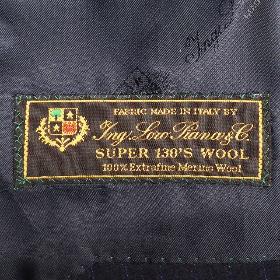 FABRIC MADE IN ITALY BY
Ing. Loro Piana & C.
SUPER 130'S WOOL
100% Extrafine Merino Wool